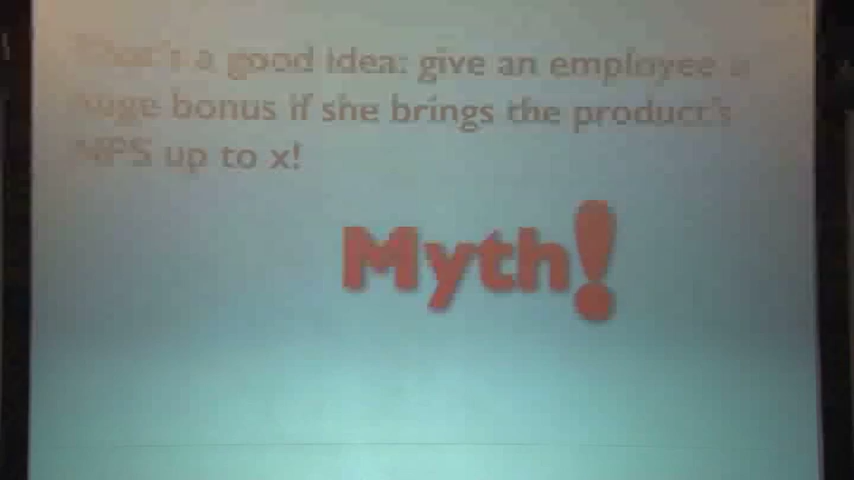 That's a good idea: give an employee a
huge bonus if she brings the product's
NPS up to x!
Myth!